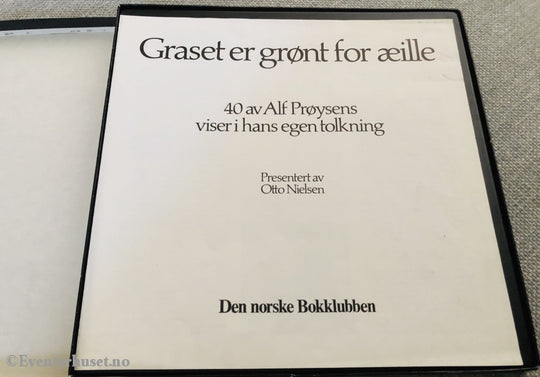 Graset er grønt for æille
40 av Alf Prøysens
viser i hans egen tolkning
Presentert av
Otto Nielsen
Den norske Bokklubben